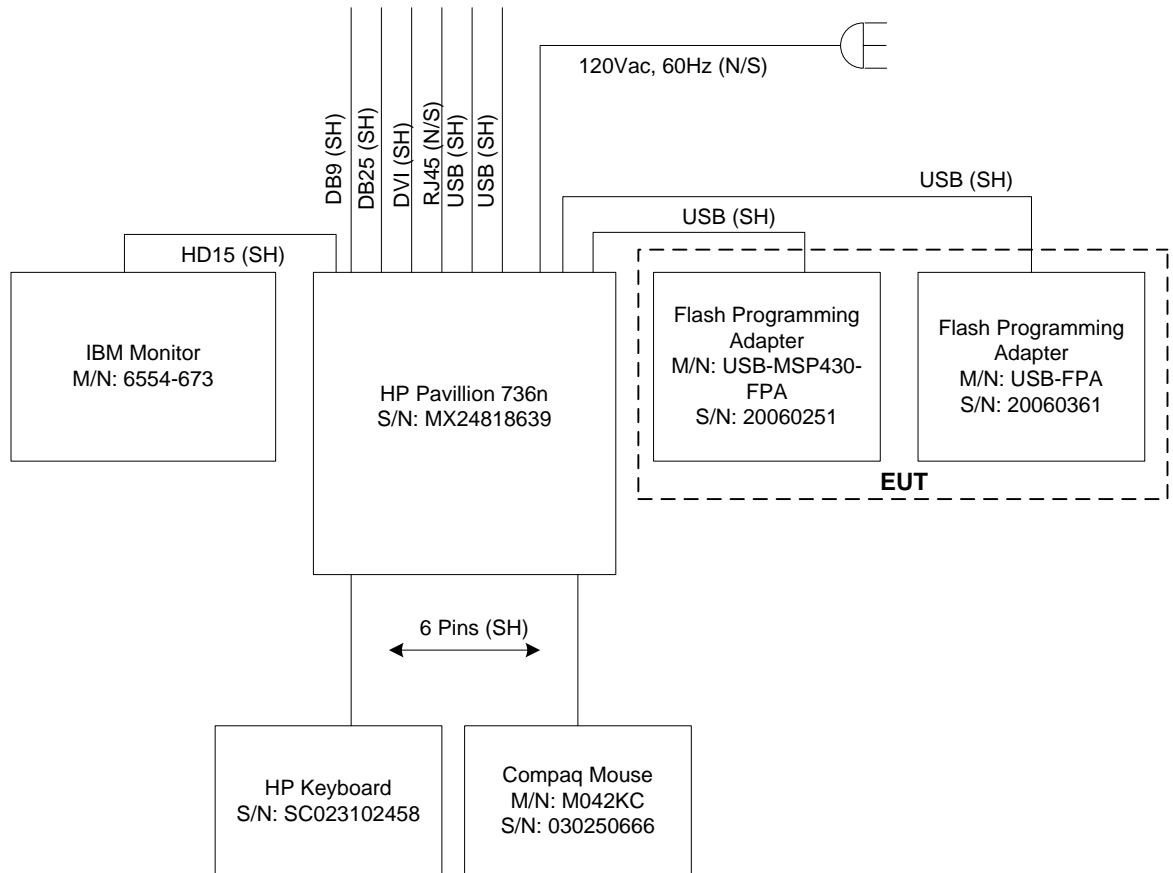 120Vac, 60Hz (N/S)
DB9 (SH)
DB25 (SH)
DVI (SH)
RJ45 (N/S)
USB (SH)
USB (SH)
USB (SH)
USB (SH)
HD15 (SH)
IBM Monitor
M/N: 6554-673
HP Pavillion 736n
S/N: MX24818639
Flash Programming
Adapter
M/N: USB-MSP430-
FPA
S/N: 20060251
Flash Programming
Adapter
M/N: USB-FPA
S/N: 20060361
EUT
6 Pins (SH)
HP Keyboard
S/N: SC023102458
Compaq Mouse
M/N: M042KC
S/N: 030250666